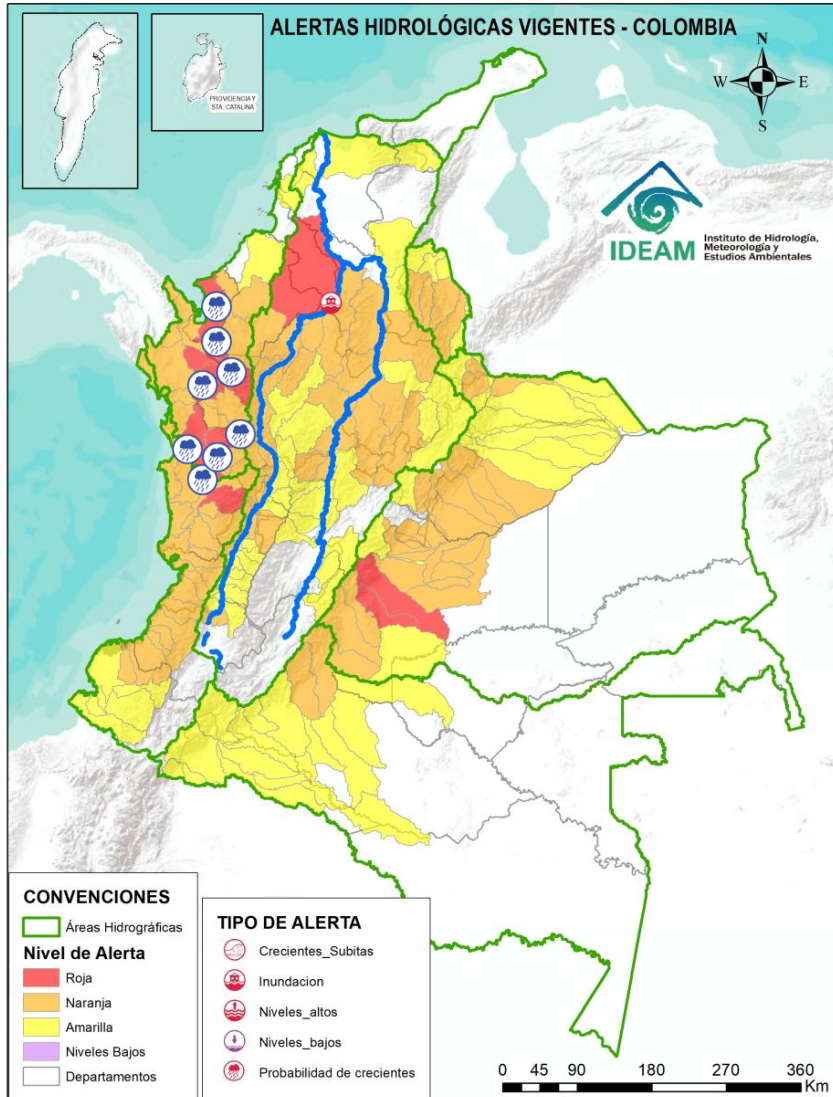 ALERTAS HIDROLÓGICAS VIGENTES - COLOMBIA
PROVIDENCIA Y
STA. CATALINA
N
W
E
S
IDEAM
Instituto de Hidrología,
Meteorología y
Estudios Ambientales
CONVENCIONES
Áreas Hidrográficas
Nivel de Alerta
Roja
Naranja
Amarilla
Niveles Bajos
Departamentos
TIPO DE ALERTA
Crecientes_Subitas
Inundacion
Niveles_altos
Niveles_bajos
Probabilidad de crecientes
0 45 90 180 270 360
Km